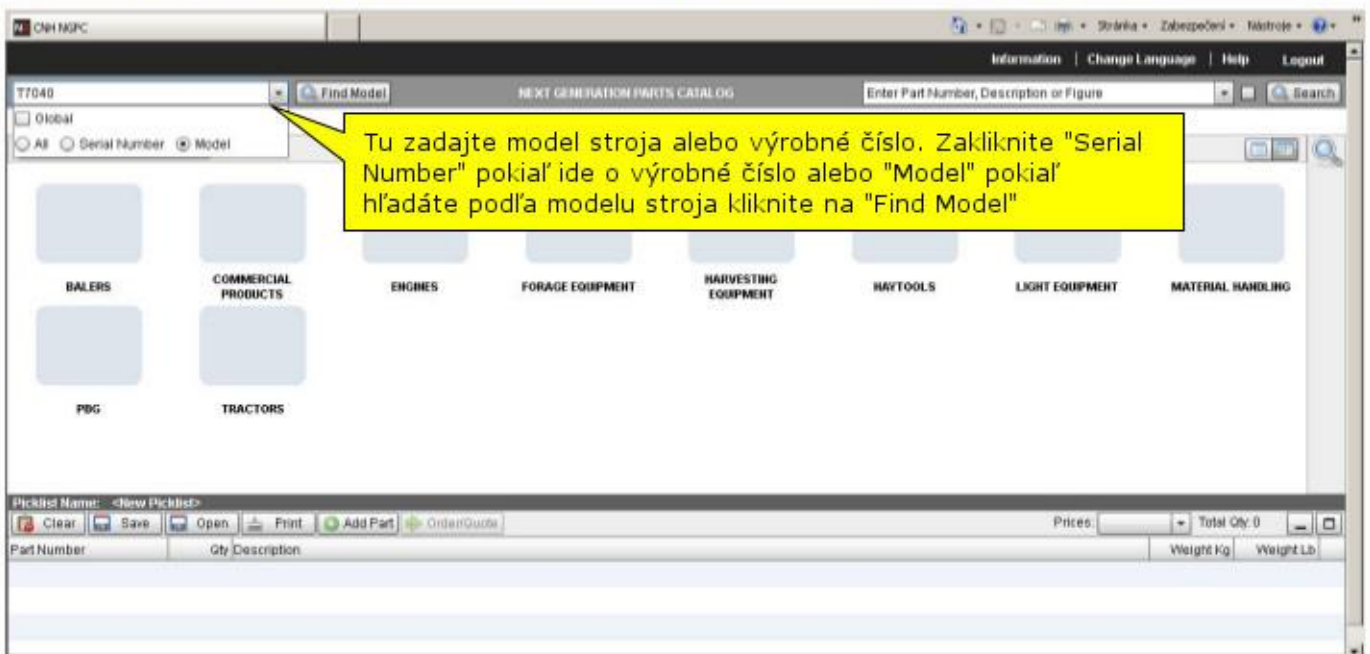 CNH NGPC
Stránka Zabezpečení Nástroje
Information | Change Language | Help Logout
T7040 Find Model NEXT GENERATION PARTS CATALOG Enter Part Number, Description or Figure Search
Global
All Serial Number Model
Tu zadajte model stroja alebo výrobné číslo. Zakliknite "Serial
Number" pokiaľ ide o výrobné číslo alebo "Model" pokiaľ
hľadáte podľa modelu stroja kliknite na "Find Model"
BALERS
COMMERCIAL
PRODUCTS
ENGINES
FORAGE EQUIPMENT
HARVESTING
EQUIPMENT
HAYTOOLS
LIGHT EQUIPMENT
MATERIAL HANDLING
PBG
TRACTORS
Picklist Name: <New Picklist>
Clear Save Open Print Add Part Order/Quote Prices: Total Qty: 0
Part Number Qty Description Weight Kg Weight Lb